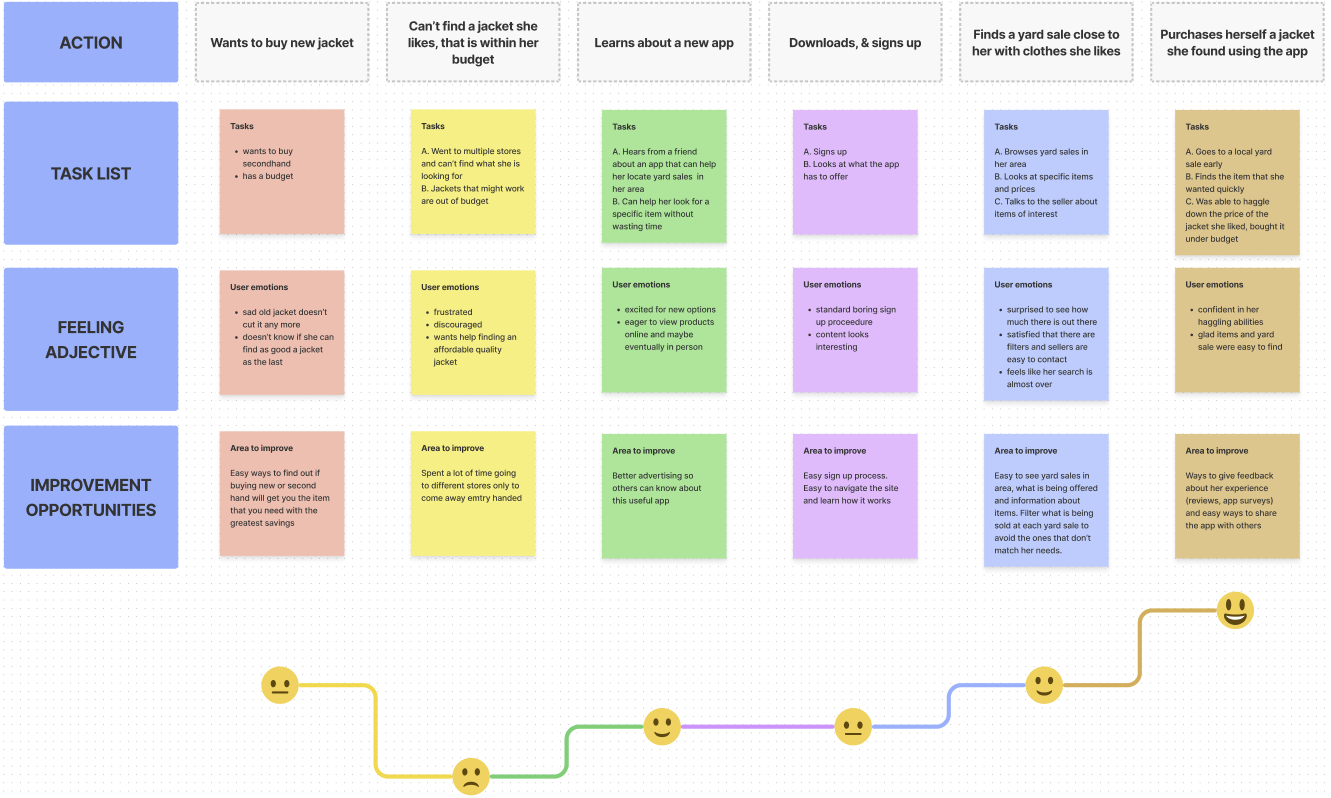 ACTION
Wants to buy new jacket
Can't find a jacket she
likes, that is within her
budget
Learns about a new app
Downloads, & signs up
Finds a yard sale close to
her with clothes she likes
Purchases herself a jacket
she found using the app
TASK LIST
Tasks
• wants to buy
secondhand
• has a budget
Tasks
A. Went to multiple stores
and can't find what she is
looking for
B. Jackets that might work
are out of budget
Tasks
A. Hears from a friend
about an app that can help
her locate yard sales in
her area
B. Can help her look for a
specific item without
wasting time
Tasks
A. Signs up
B. Looks at what the app
has to offer
Tasks
A. Browses yard sales in
her area
B. Looks at specific items
and prices
C. Talks to the seller about
items of interest
Tasks
A. Goes to a local yard
sale early
B. Finds the item that she
wanted quickly
C. Was able to haggle
down the price of the
jacket she liked, bought it
under budget
FEELING
ADJECTIVE
User emotions
• sad old jacket doesn't
cut it any more
• doesn't know if she can
find as good a jacket
as the last
User emotions
• frustrated
• discouraged
• wants help finding an
affordable quality
jacket
User emotions
• excited for new options
• eager to view products
online and maybe
eventually in person
User emotions
• standard boring sign
up proceedure
• content looks
interesting
User emotions
• surprised to see how
much there is out there
• satisfied that there are
filters and sellers are
easy to contact
• feels like her search is
almost over
User emotions
• confident in her
haggling abilities
• glad items and yard
sale were easy to find
IMPROVEMENT
OPPORTUNITIES
Area to improve
Easy ways to find out if
buying new or second
hand will get you the item
that you need with the
greatest savings
Area to improve
Spent a lot of time going
to different stores only to
come away emtry handed
Area to improve
Better advertising so
others can know about
this useful app
Area to improve
Easy sign up process.
Easy to navigate the site
and learn how it works
Area to improve
Easy to see yard sales in
area, what is being offered
and information about
items. Filter what is being
sold at each yard sale to
avoid the ones that don't
match her needs.
Area to improve
Ways to give feedback
about her experience
(reviews, app surveys)
and easy ways to share
the app with others